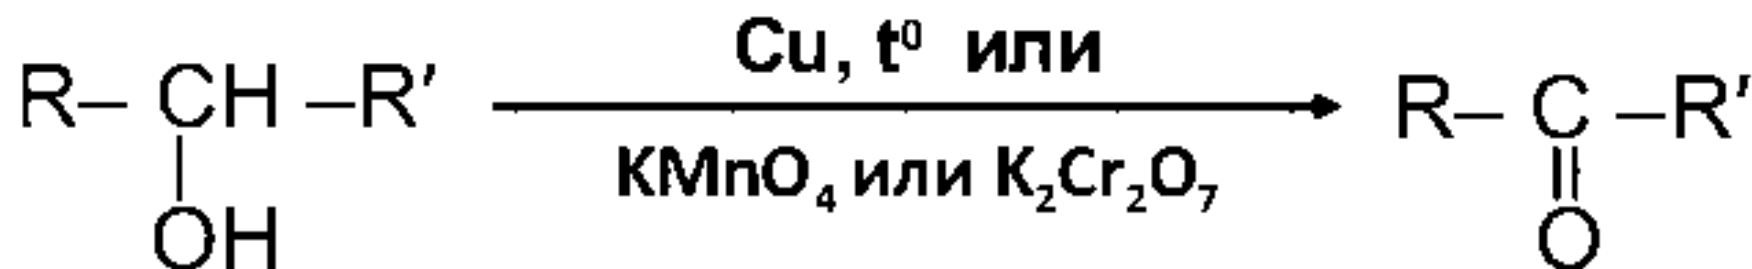 Cu, t⁰ или
R– CH –R′ R– C –R′
KMnO₄ или K₂Cr₂O₇
OH O